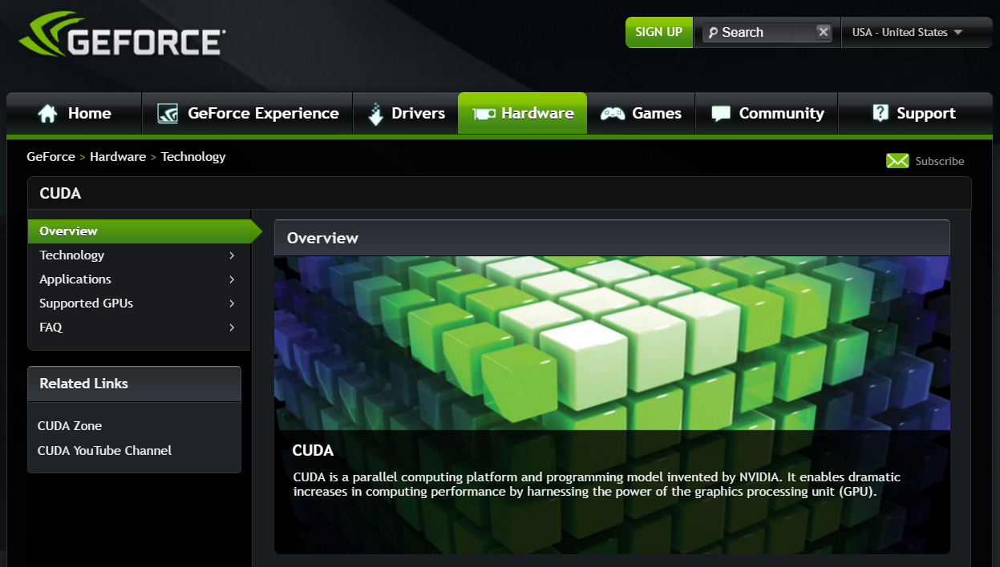 GEFORCE
SIGN UP
Search
USA - United States
Home
GeForce Experience
Drivers
Hardware
Games
Community
Support
GeForce > Hardware > Technology
Subscribe
CUDA
Overview
Technology
Applications
Supported GPUs
FAQ
Related Links
CUDA Zone
CUDA YouTube Channel
Overview
CUDA
CUDA is a parallel computing platform and programming model invented by NVIDIA. It enables dramatic
increases in computing performance by harnessing the power of the graphics processing unit (GPU).